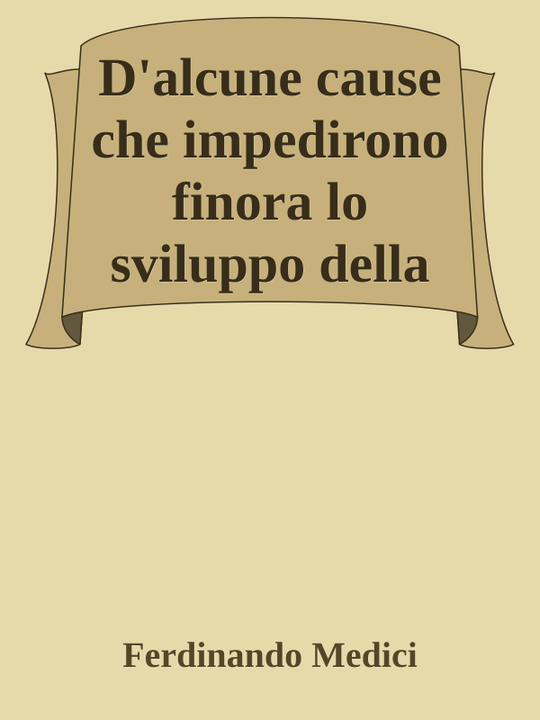 D'alcune cause
che impedirono
finora lo
sviluppo della
Ferdinando Medici